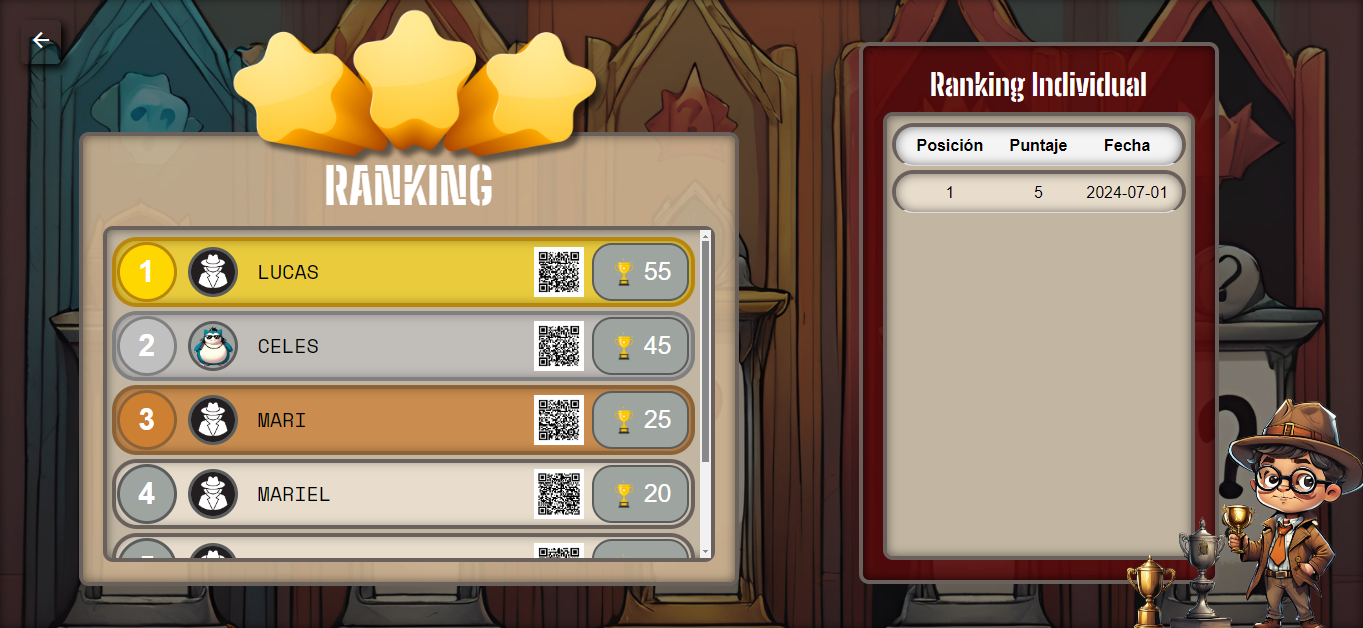 RANKING
1 LUCAS 55
2 CELES 45
3 MARI 25
4 MARIEL 20
Ranking Individual
Posición Puntaje Fecha
1 5 2024-07-01